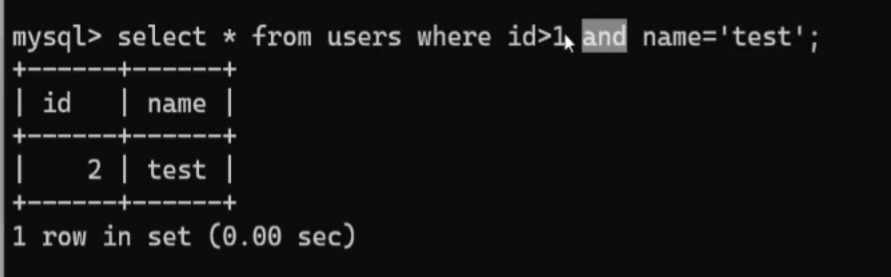 mysql> select * from users where id>1 and name='test';
+------+------+
| id   | name |
+------+------+
|    2 | test |
+------+------+
1 row in set (0.00 sec)